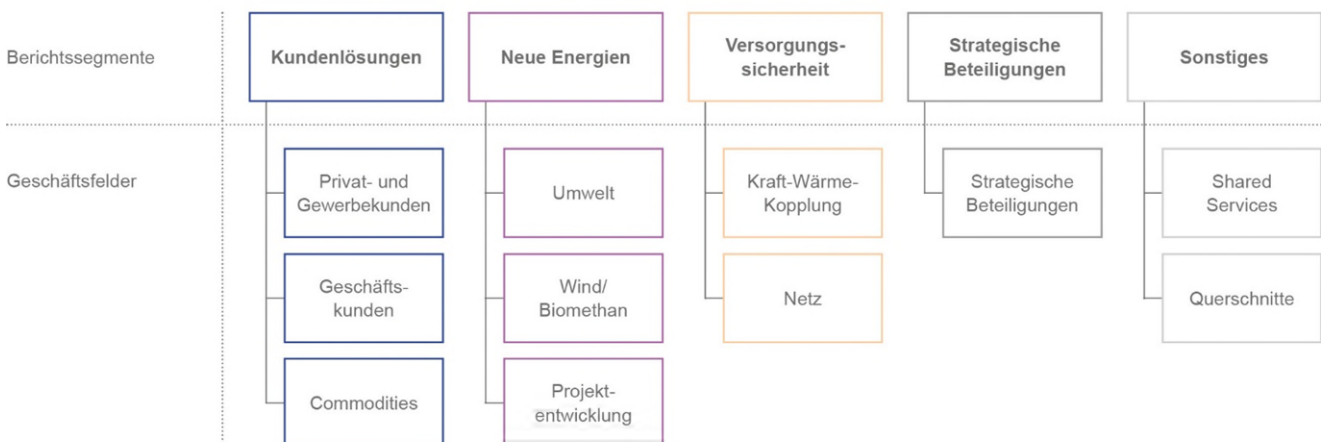 Berichtssegmente
Kundenlösungen
Neue Energien
Versorgungs-
sicherheit
Strategische
Beteiligungen
Sonstiges
Geschäftsfelder
Privat- und
Gewerbekunden
Umwelt
Kraft-Wärme-
Kopplung
Strategische
Beteiligungen
Shared
Services
Geschäfts-
kunden
Wind/
Biomethan
Netz
Querschnitte
Commodities
Projekt-
entwicklung